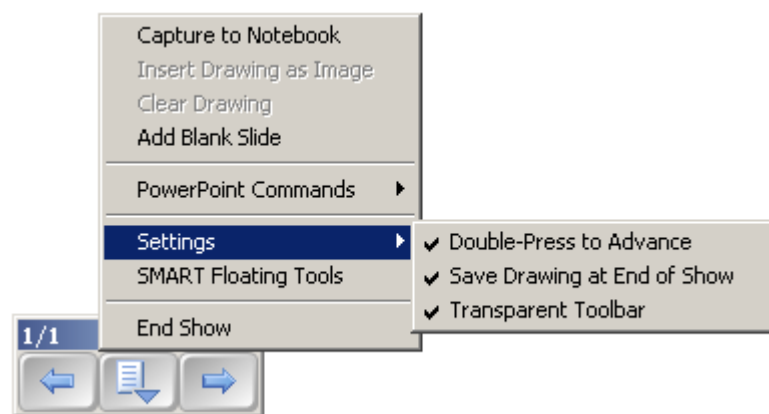 Capture to Notebook
Insert Drawing as Image
Clear Drawing
Add Blank Slide
PowerPoint Commands
Settings
SMART Floating Tools
End Show
Double-Press to Advance
Save Drawing at End of Show
Transparent Toolbar
1/1